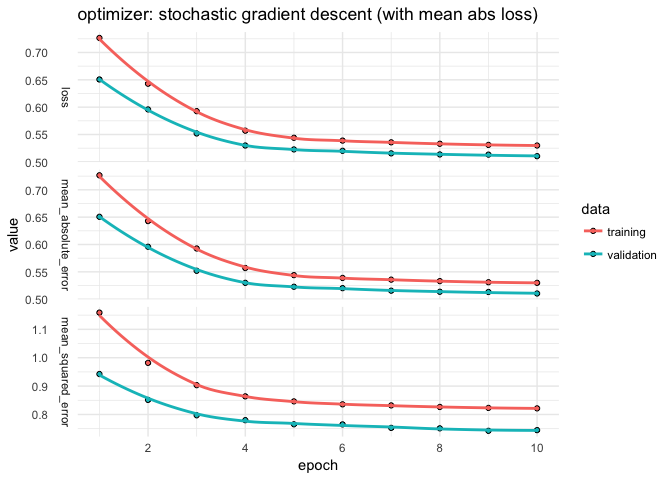 optimizer: stochastic gradient descent (with mean abs loss)
0.70
0.65
0.60
0.55
0.50
loss
0.70
0.65
0.60
0.55
0.50
mean_absolute_error
1.1
1.0
0.9
0.8
mean_squared_error
value
2
4
6
8
10
epoch
data
training
validation